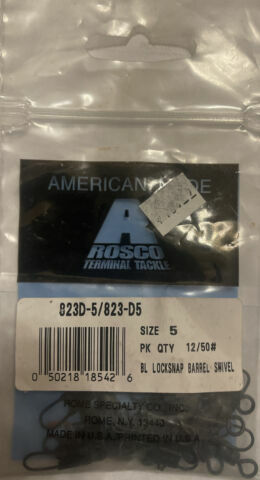 AMERICAN MADE
A
ROSCO
TERMINAL TACKLE
823D-5/823-D5
SIZE 5
PK QTY 12/50#
BL LOCKSNAP BARREL SWIVEL
0 50218 18542 6
ROME SPECIALTY CO., INC.
ROME, N.Y. 13440
MADE IN U.S.A./PRINTED IN U.S.A.